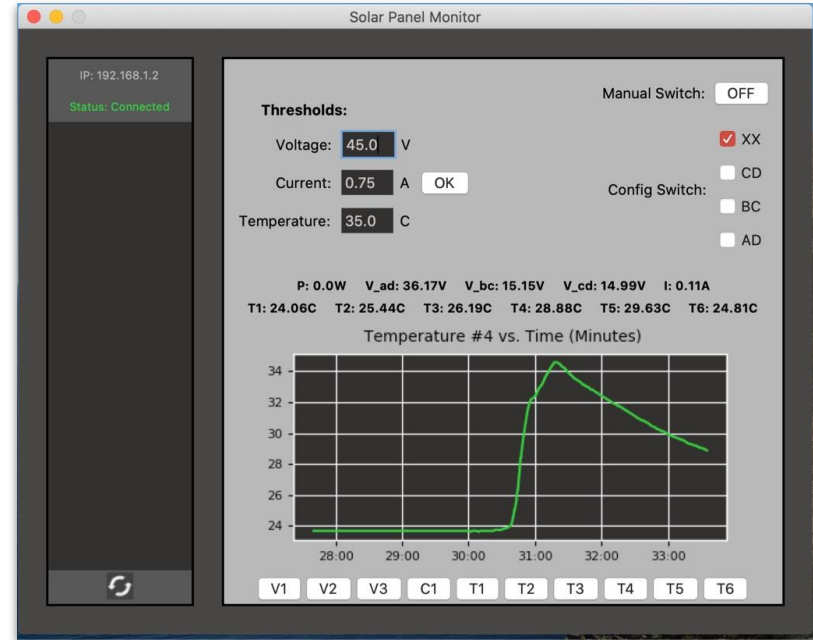 Solar Panel Monitor
IP: 192.168.1.2
Status: Connected
Manual Switch: OFF
Thresholds:
Voltage: 45.0 V
Current: 0.75 A OK
Temperature: 35.0 C
Config Switch:
XX
CD
BC
AD
P: 0.0W V_ad: 36.17V V_bc: 15.15V V_cd: 14.99V I: 0.11A
T1: 24.06C T2: 25.44C T3: 26.19C T4: 28.88C T5: 29.63C T6: 24.81C
Temperature #4 vs. Time (Minutes)
34
32
30
28
26
24
28:00 29:00 30:00 31:00 32:00 33:00
V1 V2 V3 C1 T1 T2 T3 T4 T5 T6